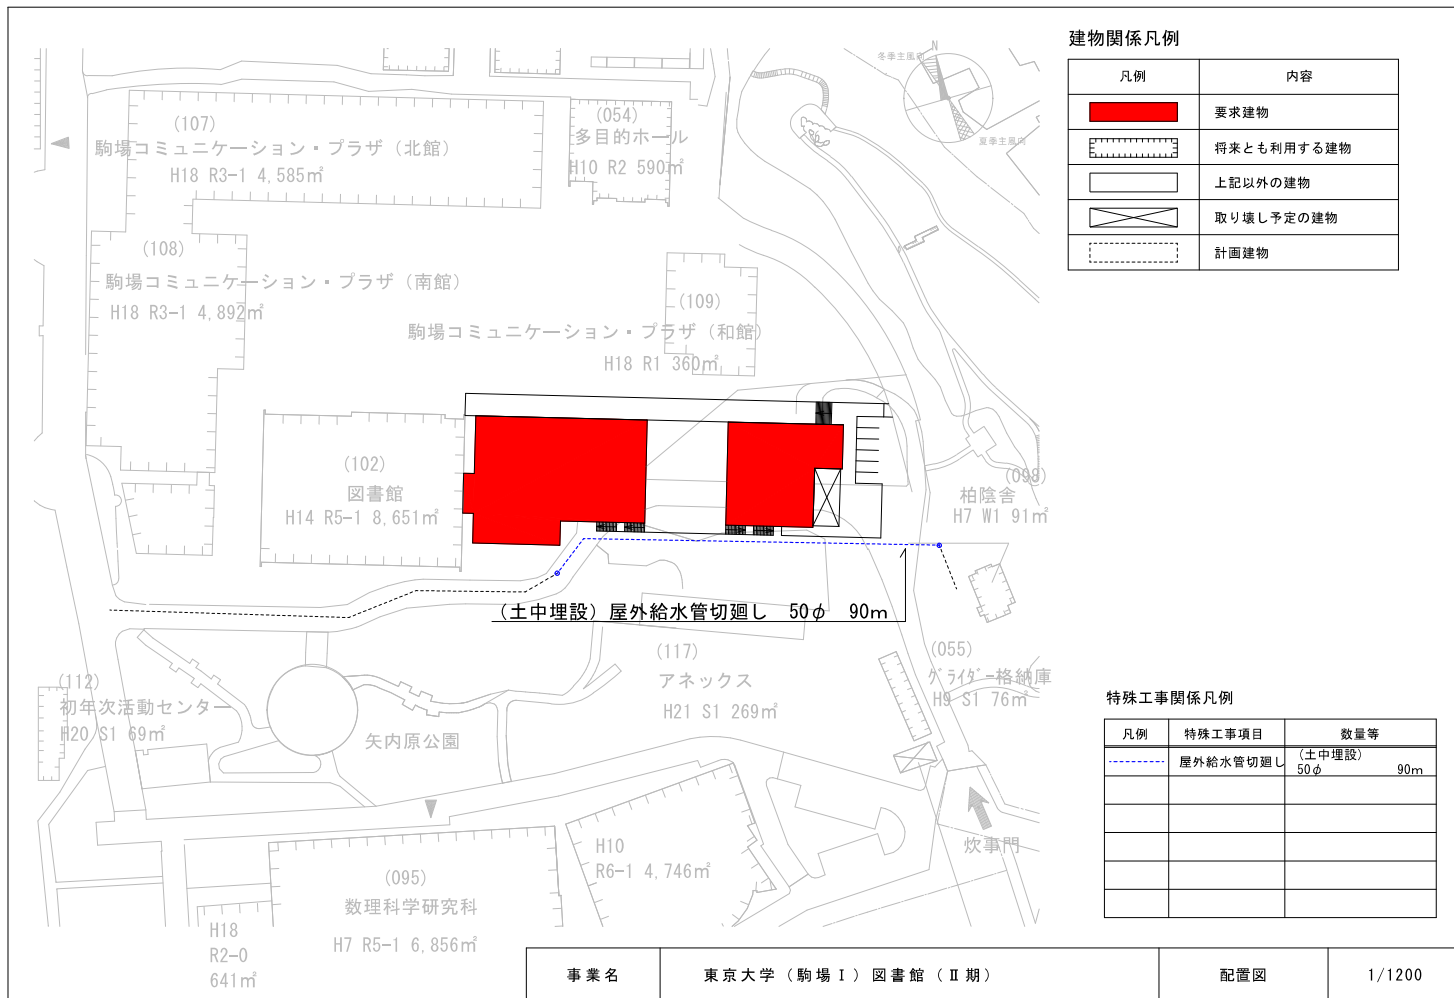 建物関係凡例
凡例 内容
要求建物
将来とも利用する建物
上記以外の建物
取り壊し予定の建物
計画建物
冬季主風向
N
夏季主風向
(107)
駒場コミュニケーション・プラザ（北館）
H18 R3-1 4,585㎡
(054)
多目的ホール
H10 R2 590㎡
(108)
駒場コミュニケーション・プラザ（南館）
H18 R3-1 4,892㎡
(109)
駒場コミュニケーション・プラザ（和館）
H18 R1 360㎡
(102)
図書館
H14 R5-1 8,651㎡
(098)
柏陰舎
H7 W1 91㎡
（土中埋設）屋外給水管切廻し 50φ 90m
(117)
アネックス
H21 S1 269㎡
(055)
グライダー格納庫
H9 S1 76㎡
(112)
初年次活動センター
H20 S1 69㎡
矢内原公園
特殊工事関係凡例
凡例 特殊工事項目 数量等
屋外給水管切廻し （土中埋設）
50φ 90m
炊事門
H10
R6-1 4,746㎡
(095)
数理科学研究科
H7 R5-1 6,856㎡
H18
R2-0
641㎡
事業名 東京大学（駒場Ⅰ）図書館（Ⅱ期） 配置図 1/1200